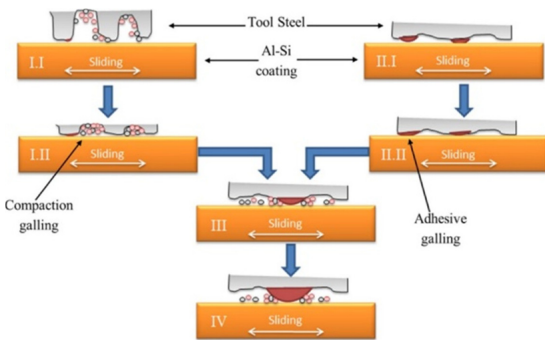 Tool Steel
Al-Si
coating
I.I
Sliding
II.I
Sliding
I.II
Sliding
II.II
Sliding
Compaction
galling
Adhesive
galling
III
Sliding
IV
Sliding